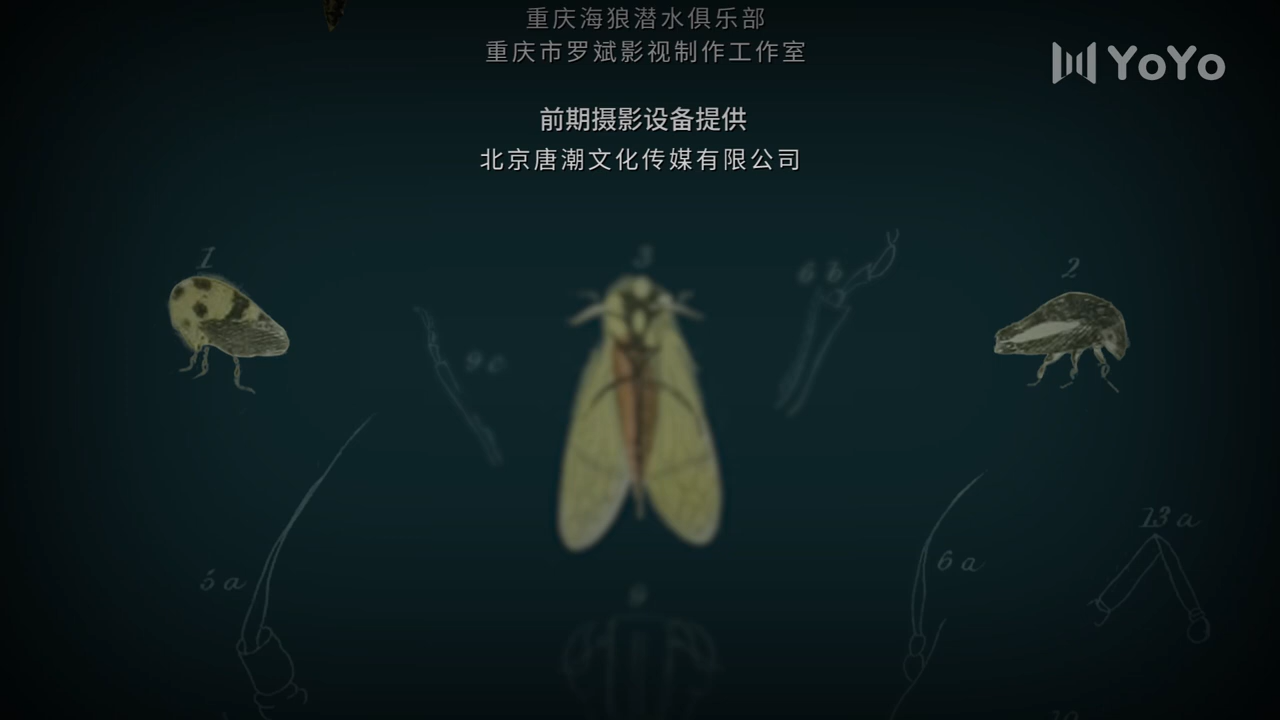 重庆海狼潜水俱乐部
重庆市罗斌影视制作工作室
YoYo
前期摄影设备提供
北京唐潮文化传媒有限公司
1
3
6 b
2
9 c
13 a
5 a
6 a